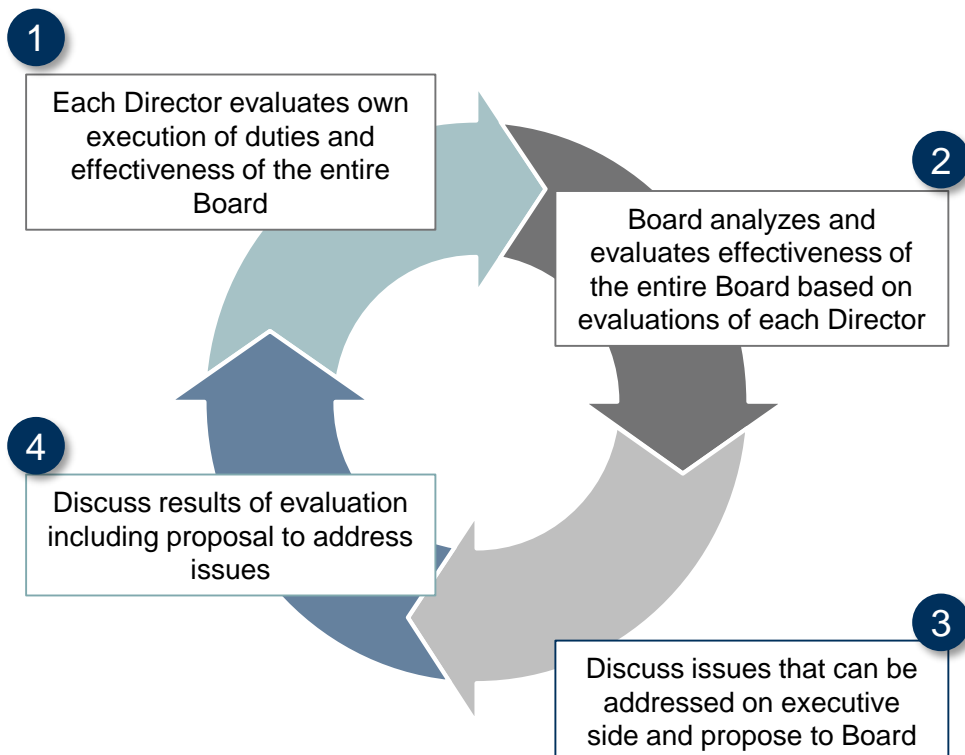 1
Each Director evaluates own
execution of duties and
effectiveness of the entire
Board
2
Board analyzes and
evaluates effectiveness of
the entire Board based on
evaluations of each Director
3
Discuss issues that can be
addressed on executive
side and propose to Board
4
Discuss results of evaluation
including proposal to address
issues